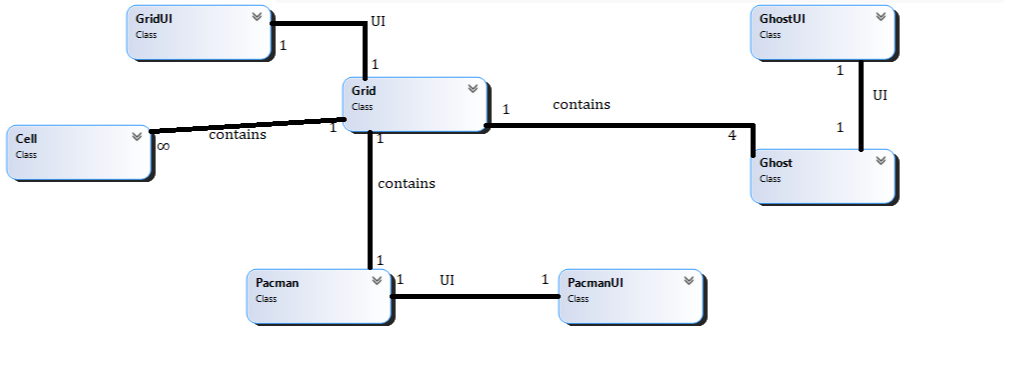 GridUI
Class
UI
1
1
GhostUI
Class
1
UI
1
Grid
Class
1
contains
4
Cell
Class
∞
contains
1
1
contains
1
Ghost
Class
Pacman
Class
1
UI
1
PacmanUI
Class